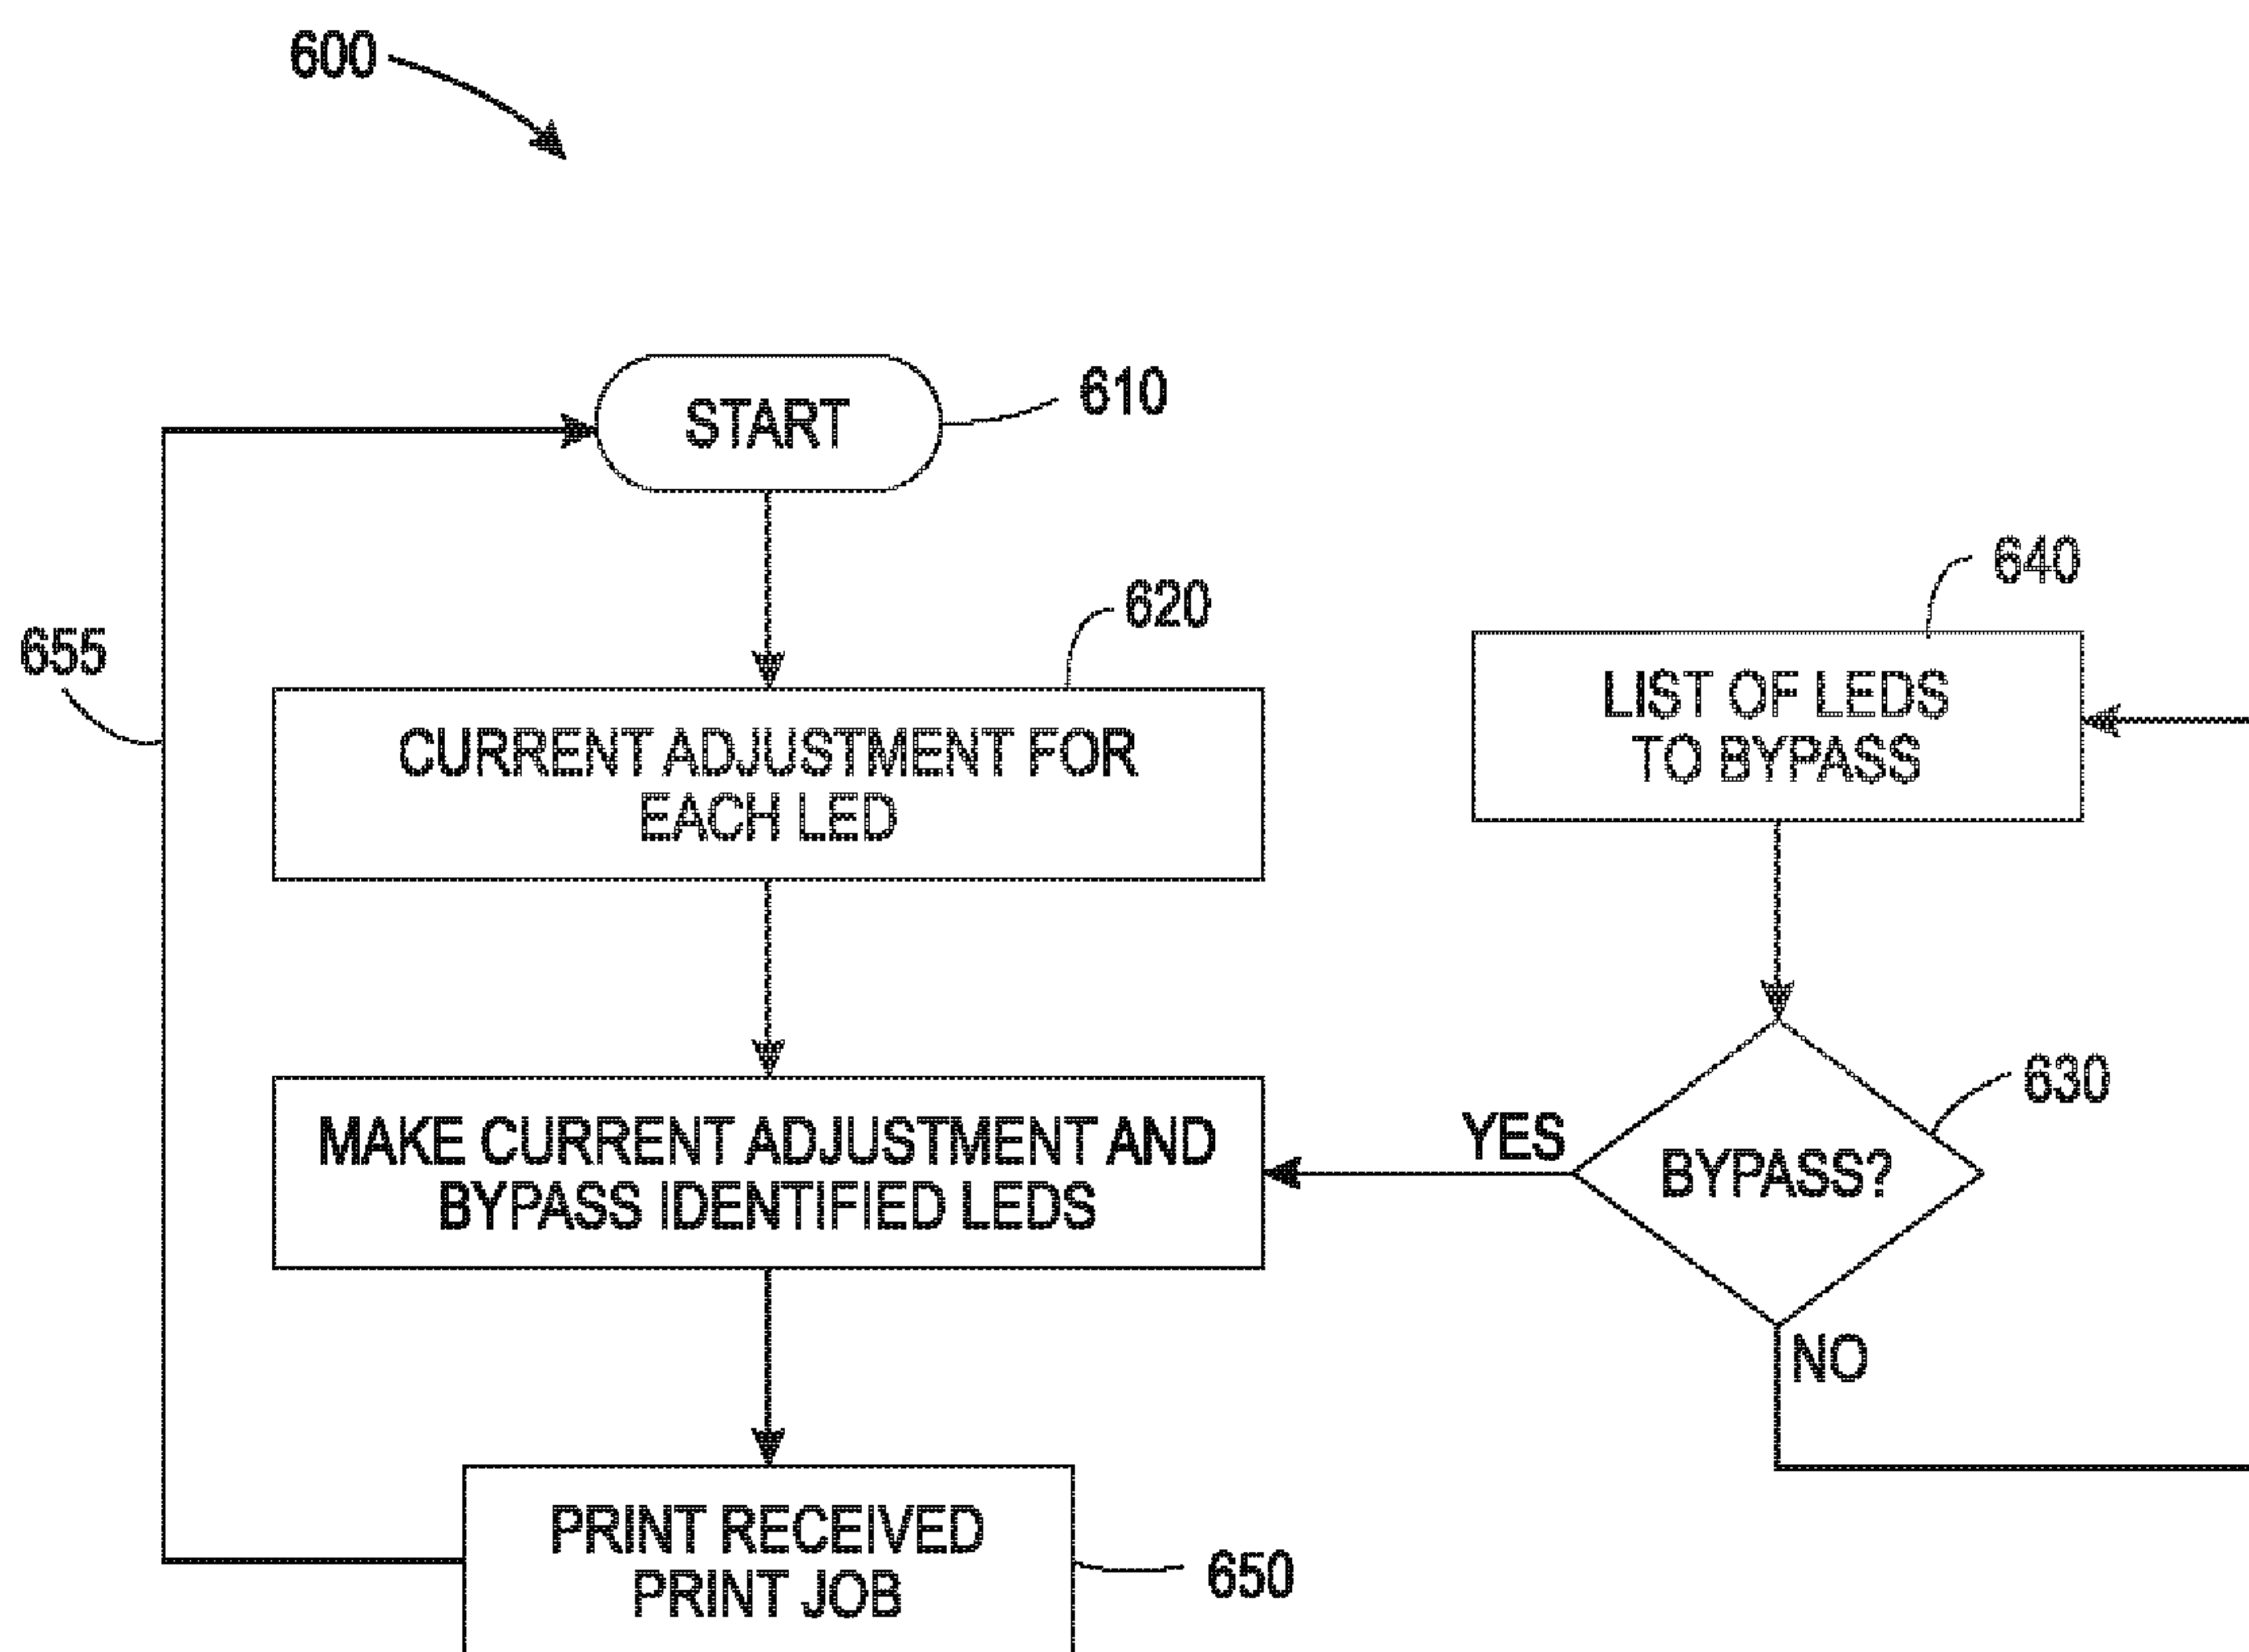 600
START
610
655
620
CURRENT ADJUSTMENT FOR
EACH LED
640
LIST OF LEDS
TO BYPASS
MAKE CURRENT ADJUSTMENT AND
BYPASS IDENTIFIED LEDS
YES
BYPASS?
630
NO
PRINT RECEIVED
PRINT JOB
650